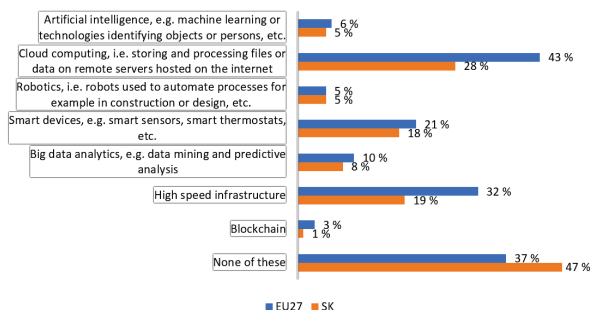 Artificial intelligence, e.g. machine learning or
technologies identifying objects or persons, etc.
6 %
5 %
Cloud computing, i.e. storing and processing files or
data on remote servers hosted on the internet
43 %
28 %
Robotics, i.e. robots used to automate processes for
example in construction or design, etc.
5 %
5 %
Smart devices, e.g. smart sensors, smart thermostats,
etc.
21 %
18 %
Big data analytics, e.g. data mining and predictive
analysis
10 %
8 %
High speed infrastructure
32 %
19 %
Blockchain
3 %
1 %
None of these
37 %
47 %
EU27 SK